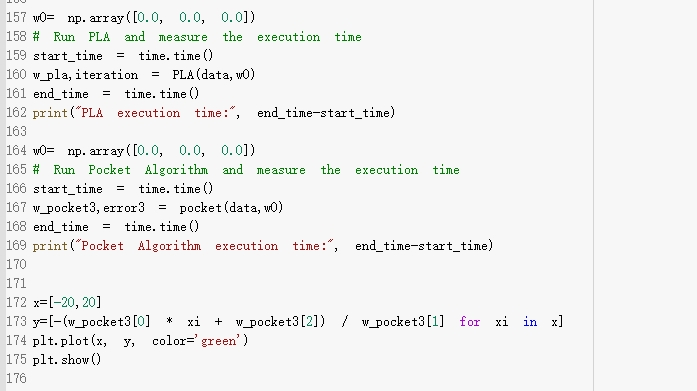 157 w0= np.array([0.0, 0.0, 0.0])
158 # Run PLA and measure the execution time
159 start_time = time.time()
160 w_pla,iteration = PLA(data,w0)
161 end_time = time.time()
162 print("PLA execution time:", end_time-start_time)
163
164 w0= np.array([0.0, 0.0, 0.0])
165 # Run Pocket Algorithm and measure the execution time
166 start_time = time.time()
167 w_pocket3,error3 = pocket(data,w0)
168 end_time = time.time()
169 print("Pocket Algorithm execution time:", end_time-start_time)
170
171
172 x=[-20,20]
173 y=[-(w_pocket3[0] * xi + w_pocket3[2]) / w_pocket3[1] for xi in x]
174 plt.plot(x, y, color='green')
175 plt.show()
176